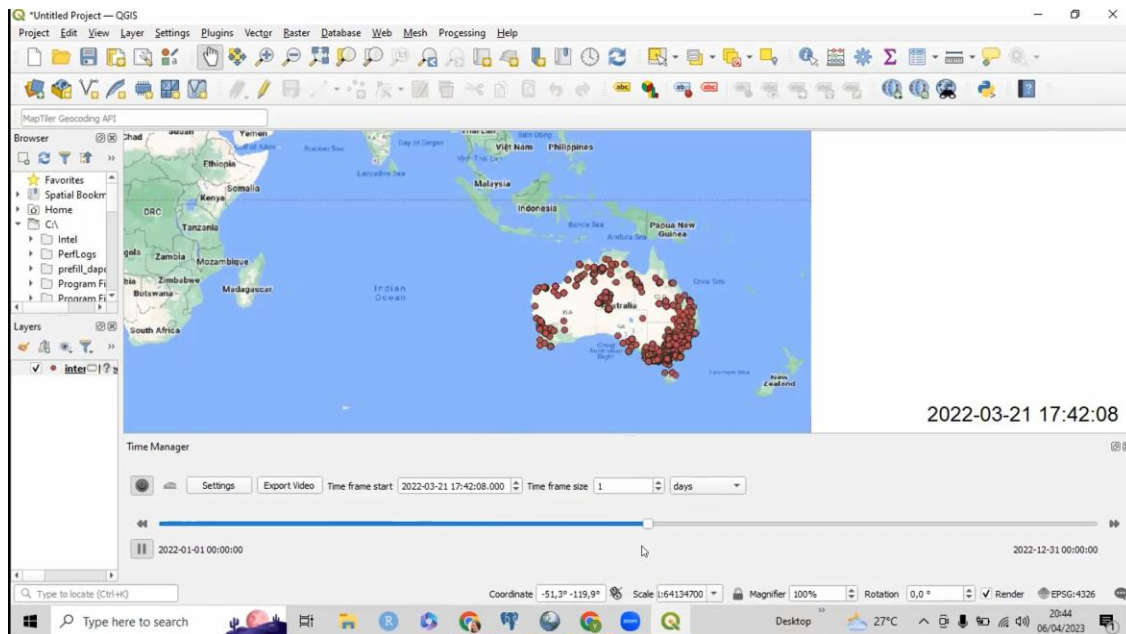 *Untitled Project — QGIS
Project Edit View Layer Settings Plugins Vector Raster Database Web Mesh Processing Help
MapTiler Geocoding API
Browser
Favorites
Spatial Bookm
Home
C:\
Intel
PerfLogs
prefill_dapo
Program Fi
Program Fi
Layers
Chad
Sudan
Yemen
Ethiopia
Somalia
Kenya
DRC
Tanzania
Zambia
Mozambique
Zimbabwe
Botswana
Madagascar
South Africa
Arabian Sea
Laccadive Sea
Indian
Ocean
Việt Nam
Philippines
Malaysia
Indonesia
Banda Sea
Arafura Sea
Papua New
Guinea
WA
Great
Australian
Bight
Tasman Sea
New
Zealand
2022-03-21 17:42:08
Time Manager
Settings Export Video Time frame start 2022-03-21 17:42:08.000 Time frame size 1 days
2022-01-01 00:00:00 2022-12-31 00:00:00
Type to locate (Ctrl+K) Coordinate -51,3° -119,9° Scale 1:64134700 Magnifier 100% Rotation 0,0 ° Render EPSG:4326
Type here to search Desktop 27°C 20:44
06/04/2023